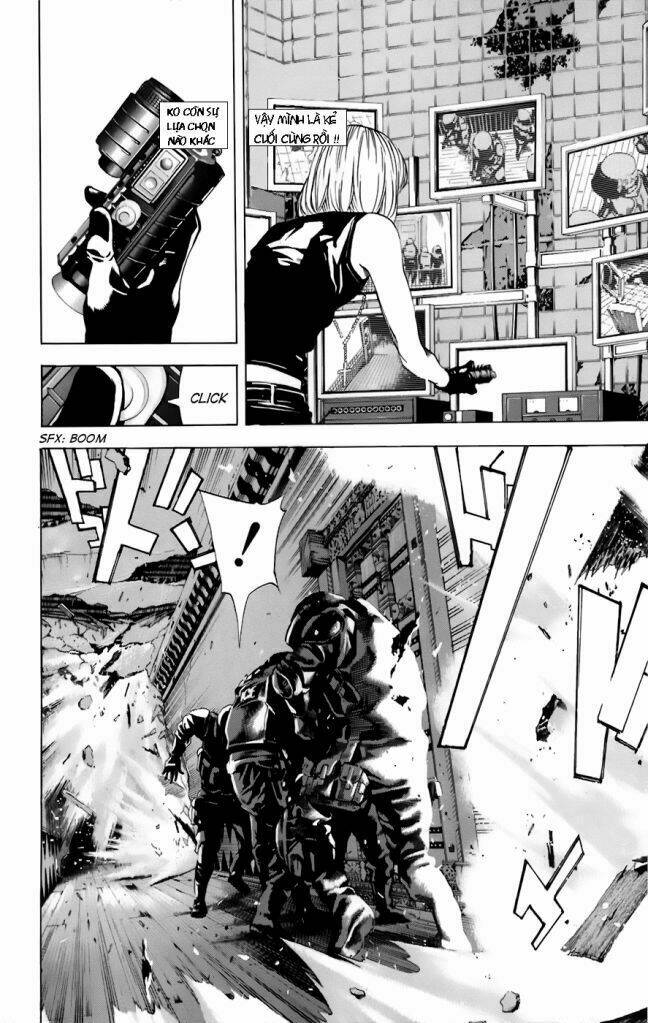 KO CÒN SỰ
LỰA CHỌN
NÀO KHÁC
VẬY MÌNH LÀ KẺ
CUỐI CÙNG RỒI !!
CLICK
SFX: BOOM
!